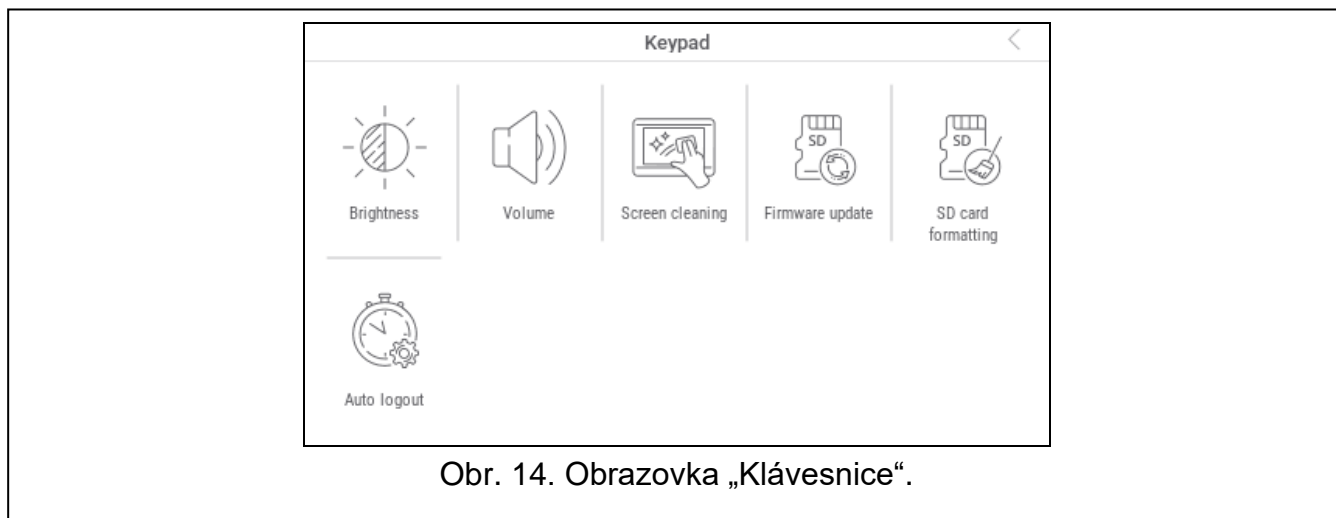 Keypad
Brightness
Volume
Screen cleaning
SD
Firmware update
SD
SD card
formatting
Auto logout
Obr. 14. Obrazovka „Klávesnice“.